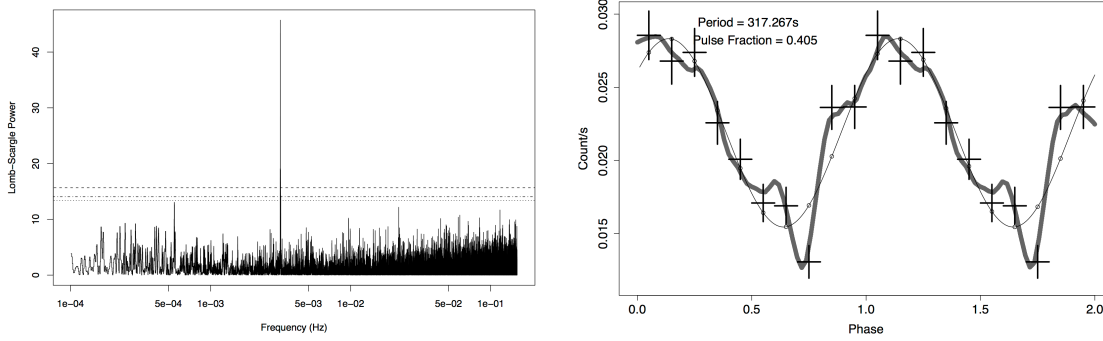 Lomb−Scargle Power
40
30
20
10
0
1e−04
5e−04
1e−03
5e−03
1e−02
5e−02
1e−01
Frequency (Hz)
Period = 317.267s
Pulse Fraction = 0.405
Count/s
0.030
0.025
0.020
0.015
0.0
0.5
1.0
1.5
2.0
Phase